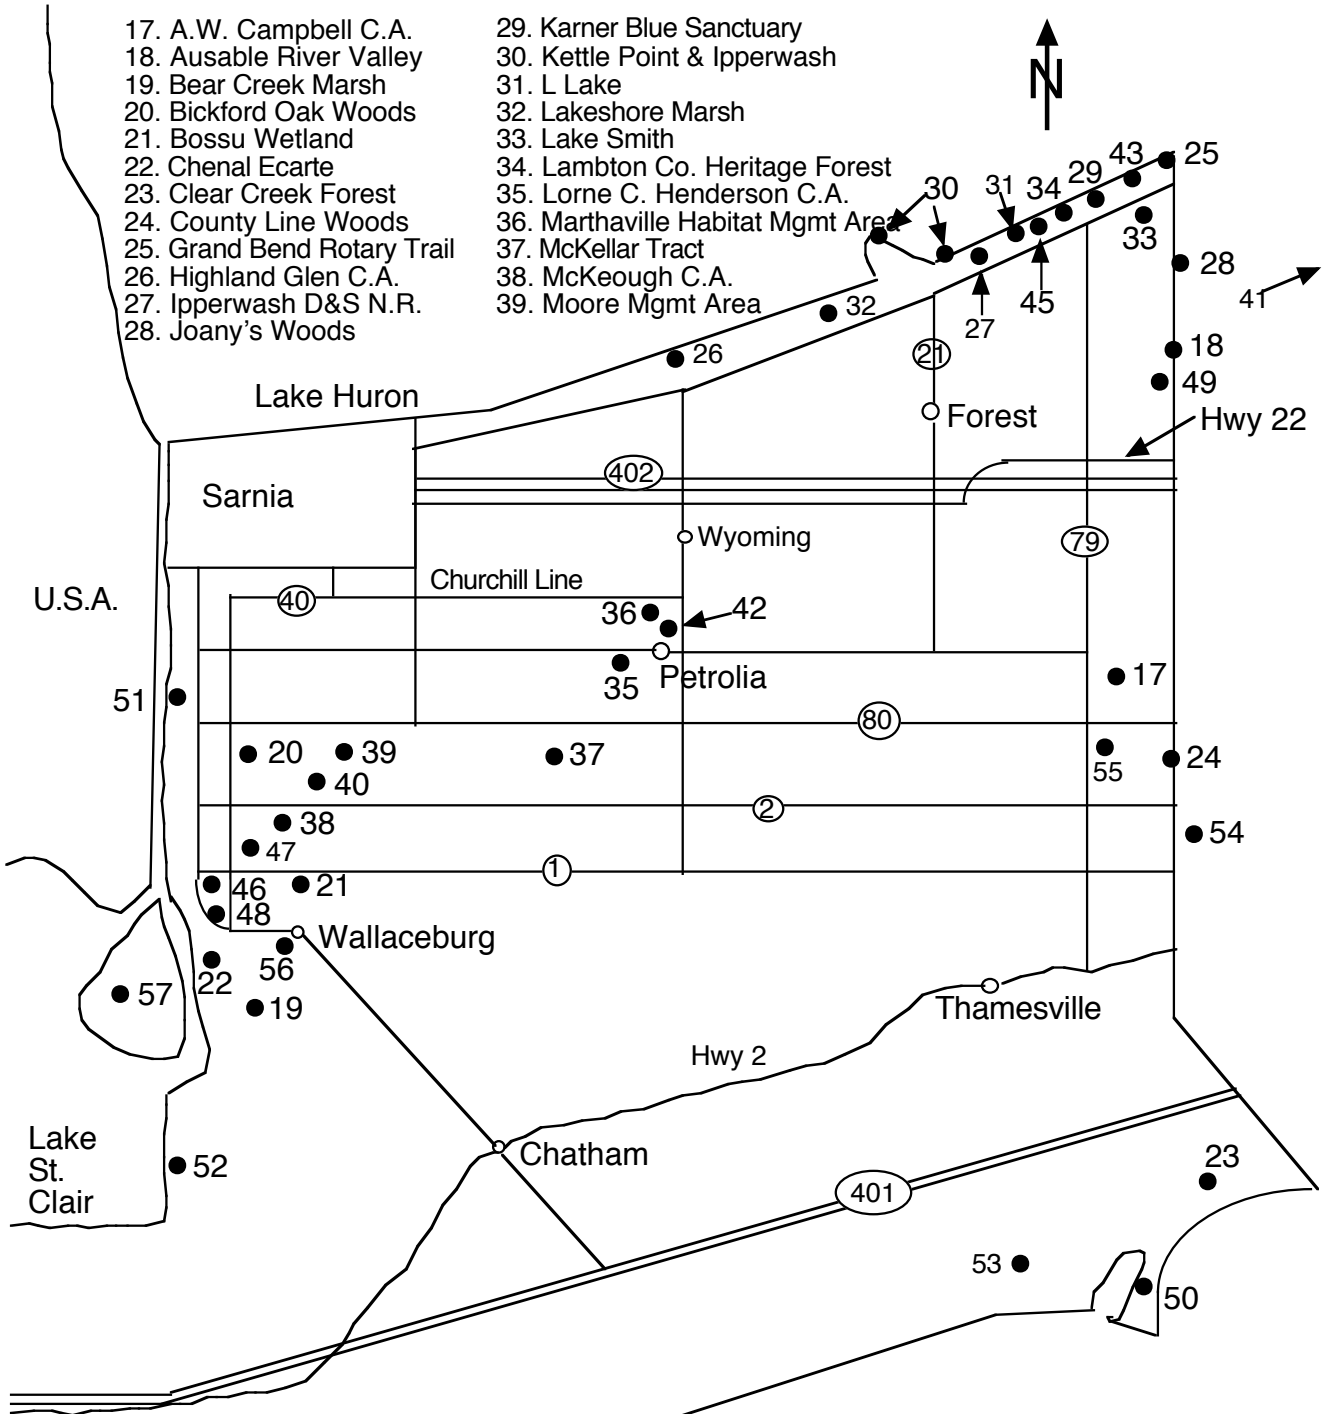 17. A.W. Campbell C.A.
18. Ausable River Valley
19. Bear Creek Marsh
20. Bickford Oak Woods
21. Bossu Wetland
22. Chenal Ecarte
23. Clear Creek Forest
24. County Line Woods
25. Grand Bend Rotary Trail
26. Highland Glen C.A.
27. Ipperwash D&S N.R.
28. Joany's Woods
29. Karner Blue Sanctuary
30. Kettle Point & Ipperwash
31. L Lake
32. Lakeshore Marsh
33. Lake Smith
34. Lambton Co. Heritage Forest
35. Lorne C. Henderson C.A.
36. Marthaville Habitat Mgmt Area
37. McKellar Tract
38. McKeough C.A.
39. Moore Mgmt Area
N
43
25
30
31
34
29
33
28
41
45
27
32
21
26
18
49
Lake Huron
Forest
Hwy 22
402
Sarnia
Wyoming
79
Churchill Line
U.S.A.
40
36
42
Petrolia
35
17
51
80
20
39
37
40
55
24
2
38
54
47
1
46
21
48
Wallaceburg
56
22
57
19
Thamesville
Hwy 2
Lake
St.
Clair
52
Chatham
23
401
53
50